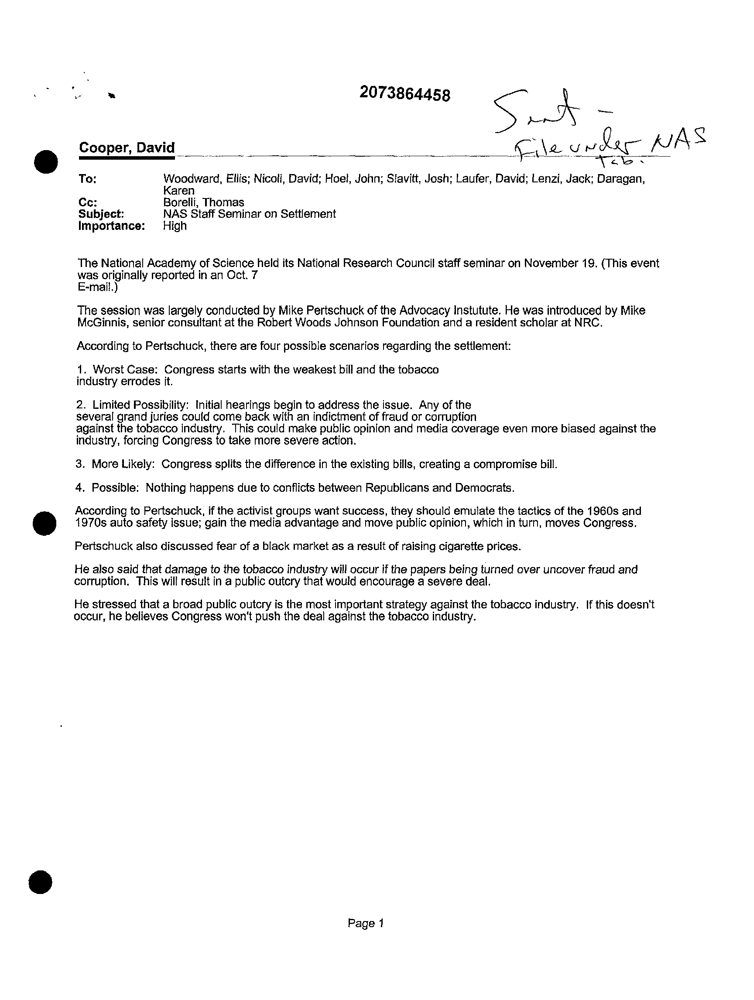 2073864458
Sent -
File under NAS
Tab.
Cooper, David
To: Woodward, Ellis; Nicoli, David; Hoel, John; Slavitt, Josh; Laufer, David; Lenzi, Jack; Daragan,
Karen
Cc: Borelli, Thomas
Subject: NAS Staff Seminar on Settlement
Importance: High
The National Academy of Science held its National Research Council staff seminar on November 19. (This event
was originally reported in an Oct. 7
E-mail.)
The session was largely conducted by Mike Pertschuck of the Advocacy Instutute. He was introduced by Mike
McGinnis, senior consultant at the Robert Woods Johnson Foundation and a resident scholar at NRC.
According to Pertschuck, there are four possible scenarios regarding the settlement:
1. Worst Case: Congress starts with the weakest bill and the tobacco
industry errodes it.
2. Limited Possibility: Initial hearings begin to address the issue. Any of the
several grand juries could come back with an indictment of fraud or corruption
against the tobacco industry. This could make public opinion and media coverage even more biased against the
industry, forcing Congress to take more severe action.
3. More Likely: Congress splits the difference in the existing bills, creating a compromise bill.
4. Possible: Nothing happens due to conflicts between Republicans and Democrats.
According to Pertschuck, if the activist groups want success, they should emulate the tactics of the 1960s and
1970s auto safety issue; gain the media advantage and move public opinion, which in turn, moves Congress.
Pertschuck also discussed fear of a black market as a result of raising cigarette prices.
He also said that damage to the tobacco industry will occur if the papers being turned over uncover fraud and
corruption. This will result in a public outcry that would encourage a severe deal.
He stressed that a broad public outcry is the most important strategy against the tobacco industry. If this doesn't
occur, he believes Congress won't push the deal against the tobacco industry.
Page 1